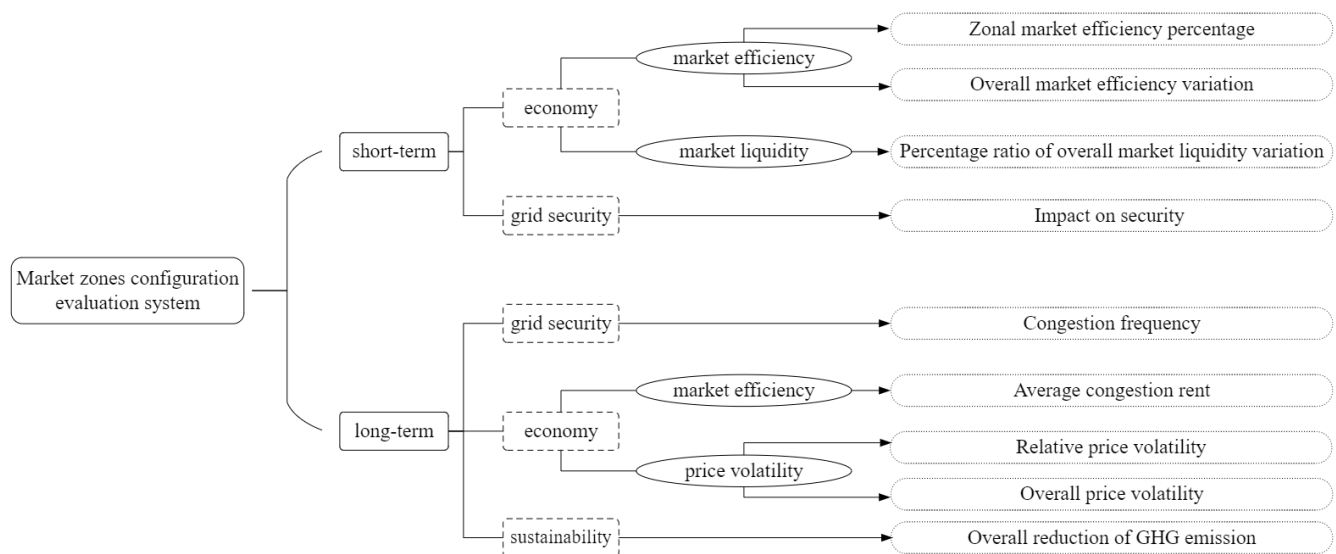 Market zones configuration
evaluation system
short-term
economy
market efficiency
Zonal market efficiency percentage
Overall market efficiency variation
market liquidity
Percentage ratio of overall market liquidity variation
grid security
Impact on security
long-term
grid security
Congestion frequency
economy
market efficiency
Average congestion rent
price volatility
Relative price volatility
Overall price volatility
sustainability
Overall reduction of GHG emission